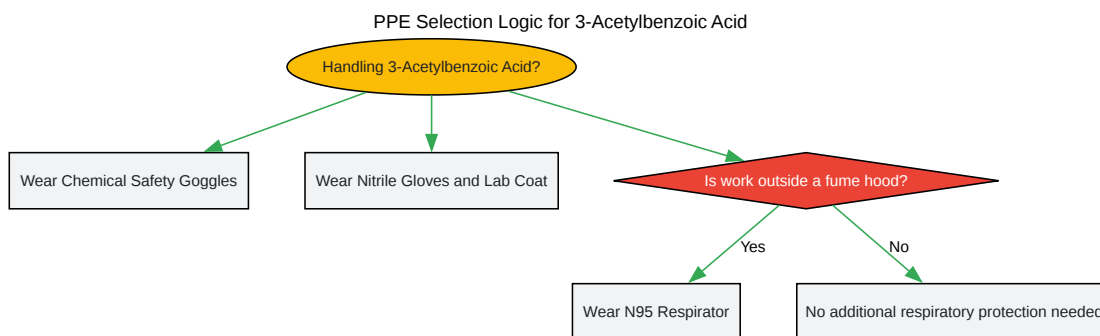 PPE Selection Logic for 3-Acetylbenzoic Acid
Handling 3-Acetylbenzoic Acid?
Wear Chemical Safety Goggles
Wear Nitrile Gloves and Lab Coat
Is work outside a fume hood?
Yes
No
Wear N95 Respirator
No additional respiratory protection needed